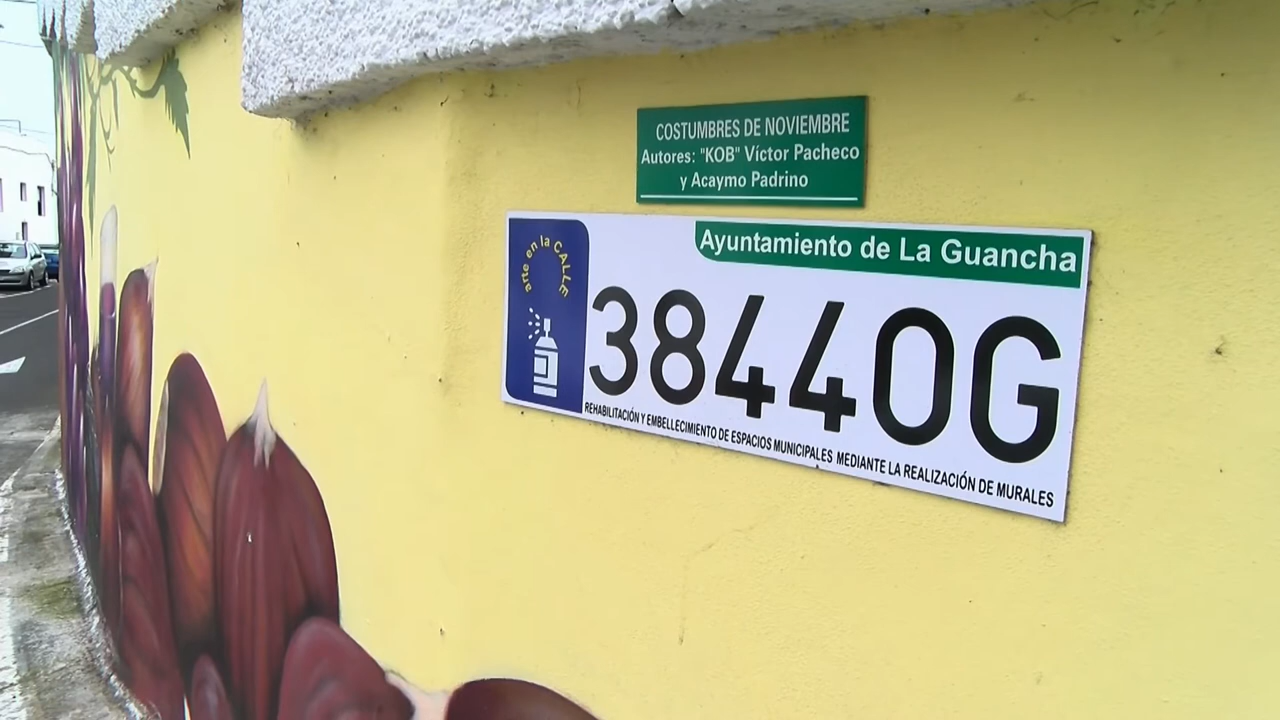 COSTUMBRES DE NOVIEMBRE
Autores: "KOB" Víctor Pacheco
y Acaymo Padrino
Ayuntamiento de La Guancha
arte en la CALLE
38440G
REHABILITACIÓN Y EMBELLECIMIENTO DE ESPACIOS MUNICIPALES MEDIANTE LA REALIZACIÓN DE MURALES